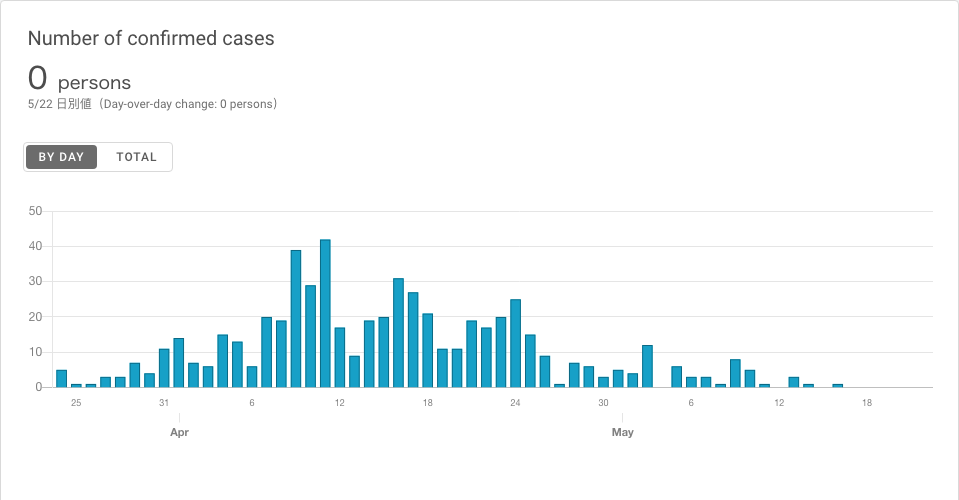 Number of confirmed cases
0 persons
5/22 日別値（Day-over-day change: 0 persons）
BY DAY TOTAL
50
40
30
20
10
0
25 31 6 12 18 24 30 6 12 18
Apr May